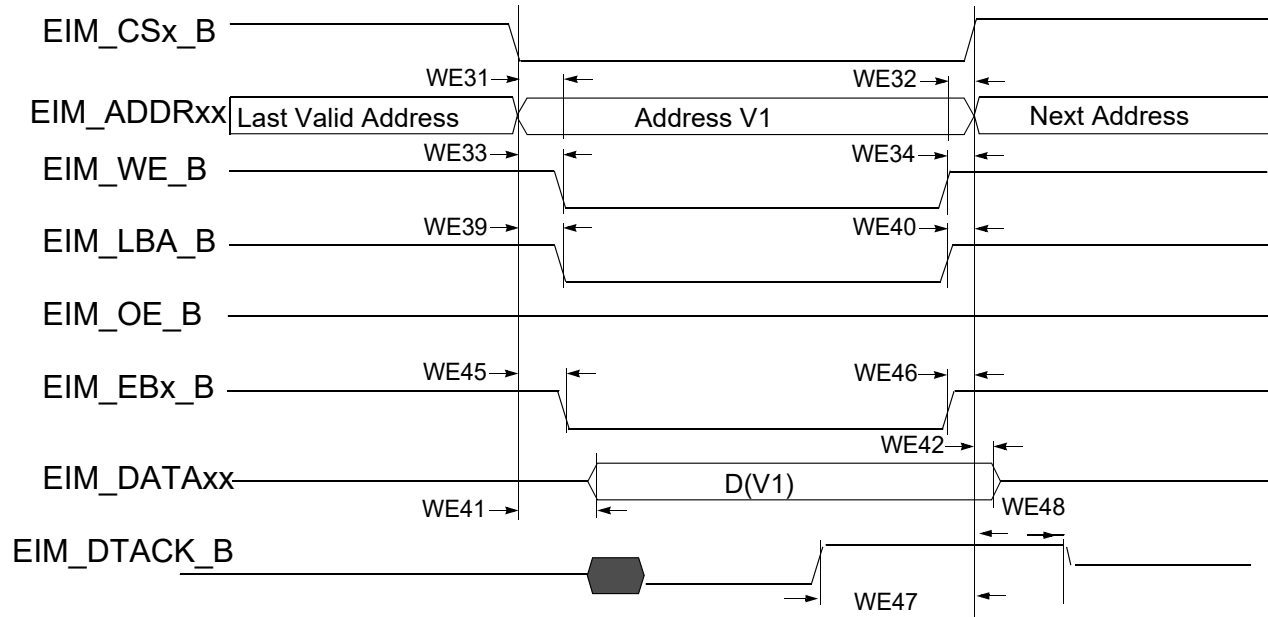 EIM_CSx_B
WE31 WE32
EIM_ADDRxx Last Valid Address Address V1 Next Address
WE33 WE34
EIM_WE_B
WE39 WE40
EIM_LBA_B
EIM_OE_B
WE45 WE46
EIM_EBx_B
WE42
EIM_DATAxx D(V1)
WE41 WE48
EIM_DTACK_B
WE47